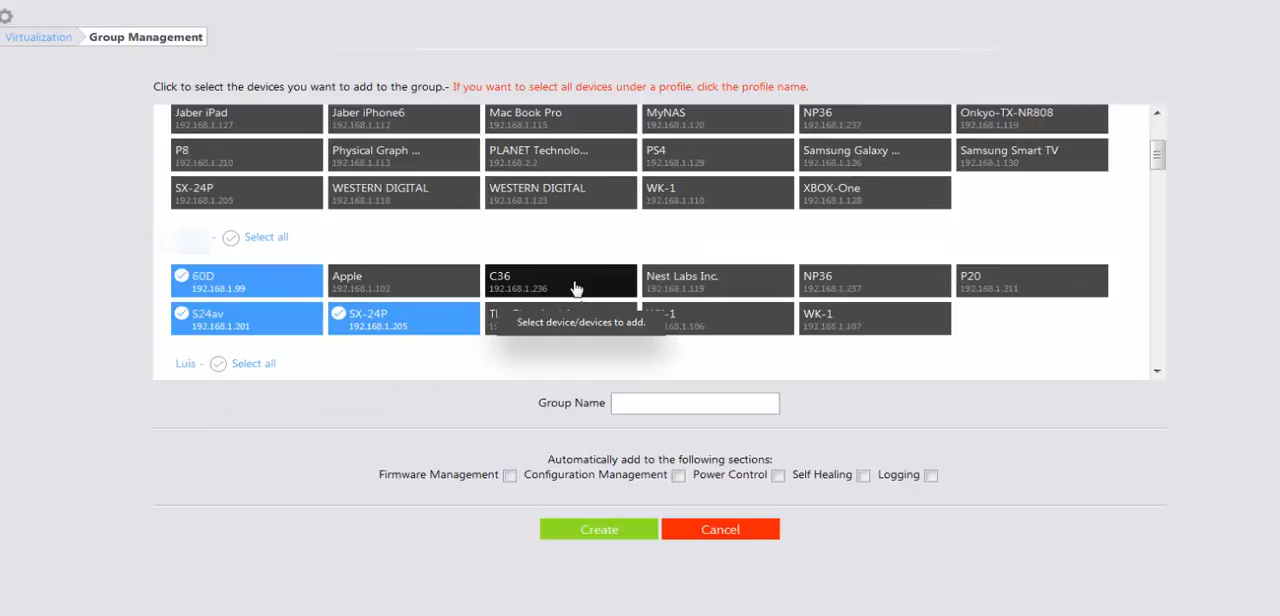 Virtualization Group Management
Click to select the devices you want to add to the group.- If you want to select all devices under a profile, click the profile name.
Jaber iPad Jaber iPhone6 Mac Book Pro MyNAS NP36 Onkyo-TX-NR808
192.168.1.127 192.168.1.112 192.168.1.115 192.168.1.120 192.168.1.237 192.168.1.119
P8 Physical Graph ... PLANET Technolo... PS4 Samsung Galaxy ... Samsung Smart TV
192.168.1.210 192.168.1.113 192.168.2.2 192.168.1.129 192.168.1.126 192.168.1.130
SX-24P WESTERN DIGITAL WESTERN DIGITAL WK-1 XBOX-One
192.168.1.205 192.168.1.118 192.168.1.123 192.168.1.110 192.168.1.128
- Select all
60D Apple C36 Nest Labs Inc. NP36 P20
192.168.1.99 192.168.1.102 192.168.1.236 192.168.1.119 192.168.1.237 192.168.1.211
S24av SX-24P WK-1
192.168.1.201 192.168.1.205 Select device/devices to add. 192.168.1.107
Luis - Select all
Group Name
Automatically add to the following sections:
Firmware Management Configuration Management Power Control Self Healing Logging
Create Cancel